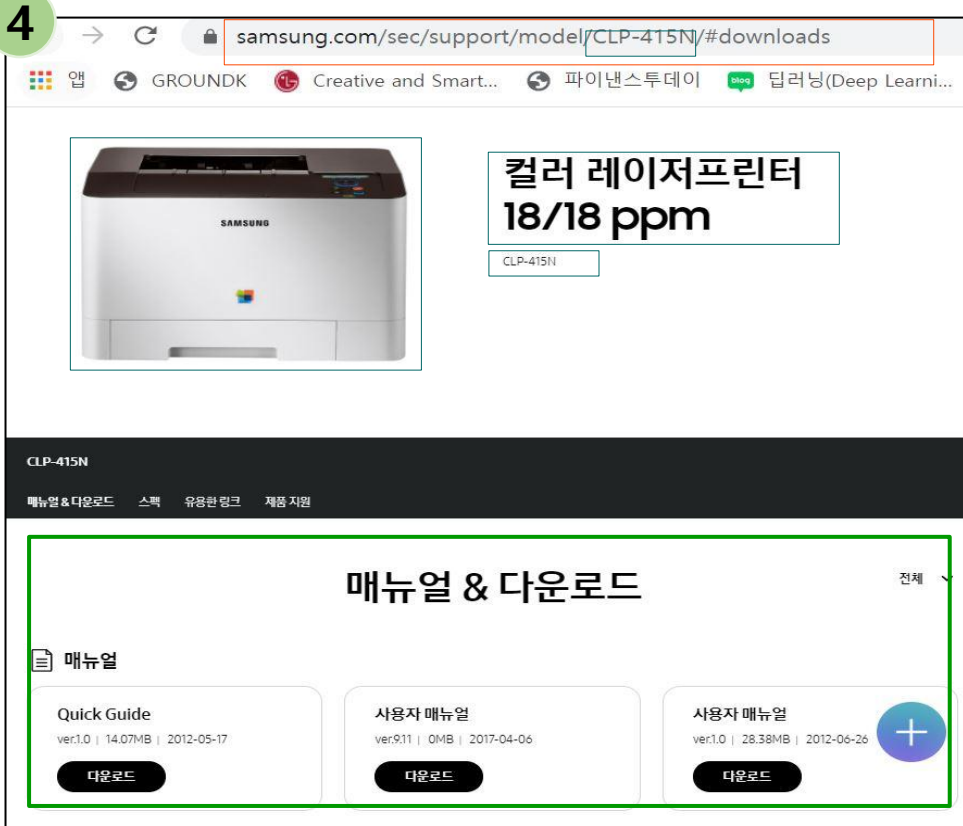 4
samsung.com/sec/support/model/CLP-415N/#downloads
앱 GROUNDK Creative and Smart... 파이낸스투데이 blog 딥러닝(Deep Learni...
SAMSUNG
컬러 레이저프린터
18/18 ppm
CLP-415N
CLP-415N
매뉴얼 & 다운로드 스펙 유용한 링크 제품 지원
매뉴얼 & 다운로드
전체
매뉴얼
Quick Guide 사용자 매뉴얼 사용자 매뉴얼
ver.1.0 | 14.07MB | 2012-05-17 ver.9.11 | 0MB | 2017-04-06 ver.1.0 | 28.38MB | 2012-06-26
다운로드 다운로드 다운로드